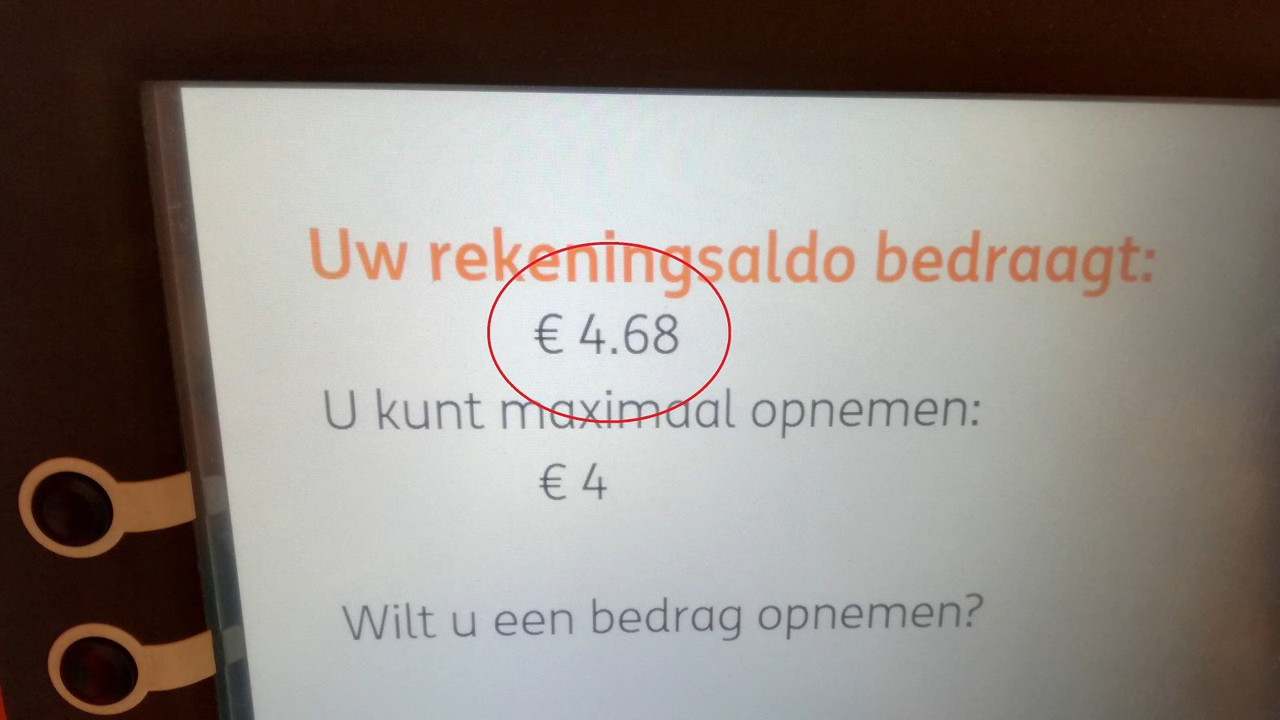 Uw rekeningsaldo bedraagt:
€ 4.68
U kunt maximaal opnemen:
€ 4
Wilt u een bedrag opnemen?